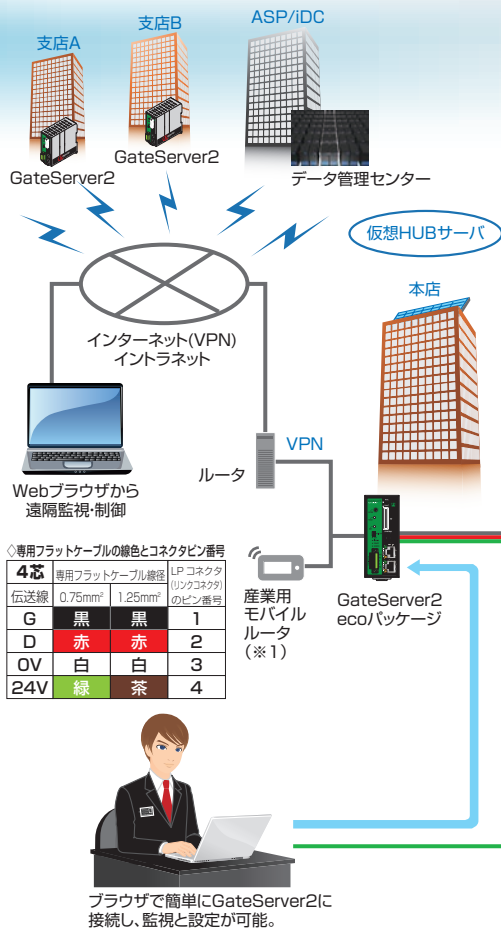 支店A
支店B
ASP/iDC
GateServer2
GateServer2
データ管理センター
仮想HUBサーバ
本店
インターネット(VPN)
イントラネット
VPN
ルータ
Webブラウザから
遠隔監視・制御
◇専用フラットケーブルの線色とコネクタピン番号
4芯 専用フラットケーブル線径 LPコネクタ
(リンクコネクタ)
伝送線 0.75mm² 1.25mm² のピン番号
G 黒 黒 1
D 赤 赤 2
0V 白 白 3
24V 緑 茶 4
産業用
モバイル
ルータ
(※1)
GateServer2
ecoパッケージ
ブラウザで簡単にGateServer2に
接続し、監視と設定が可能。